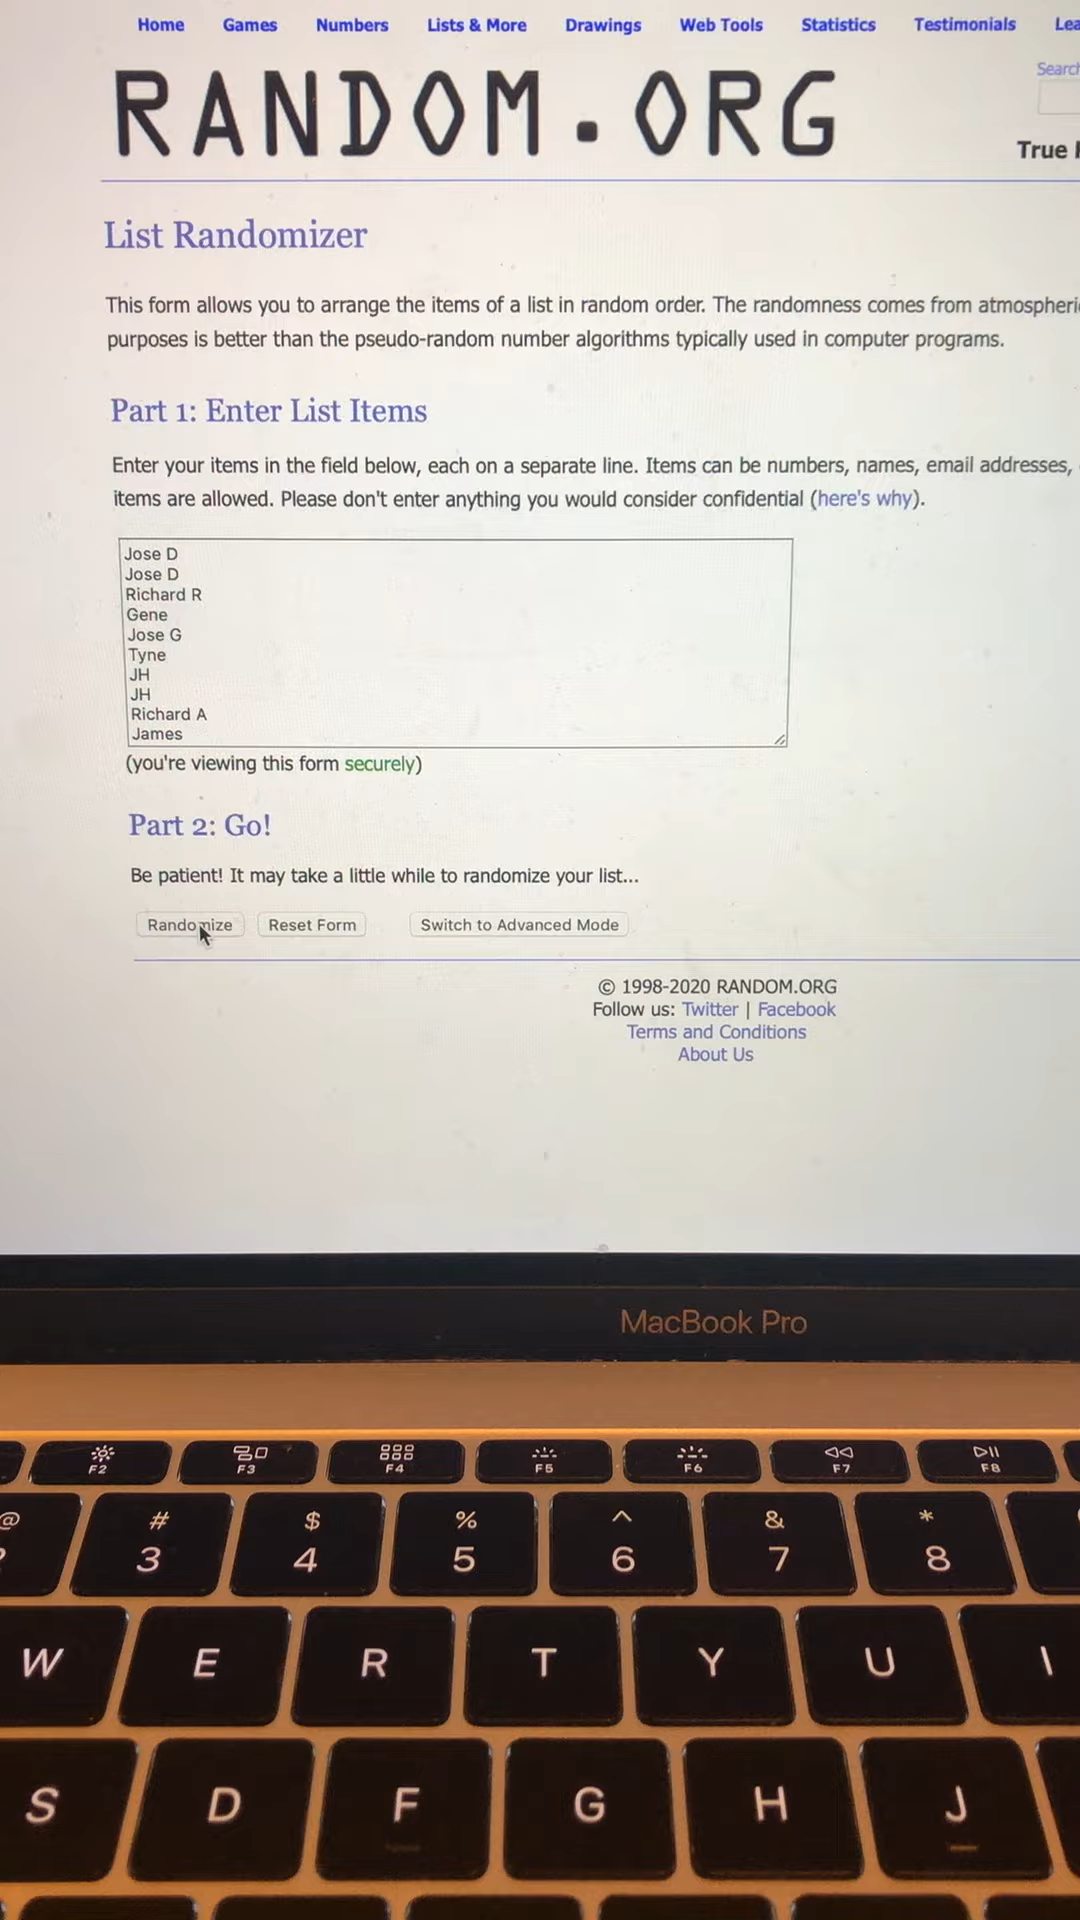 Home Games Numbers Lists & More Drawings Web Tools Statistics Testimonials
RANDOM.ORG
Search
True
List Randomizer
This form allows you to arrange the items of a list in random order. The randomness comes from
purposes is better than the pseudo-random number algorithms typically used in computer programs.
Part 1: Enter List Items
Enter your items in the field below, each on a separate line. Items can be numbers, names, email addresses,
items are allowed. Please don't enter anything you would consider confidential (here's why).
Jose D
Jose D
Richard R
Gene
Jose G
Tyne
JH
JH
Richard A
James
(you're viewing this form securely)
Part 2: Go!
Be patient! It may take a little while to randomize your list...
Randomize Reset Form Switch to Advanced Mode
© 1998-2020 RANDOM.ORG
Follow us: Twitter | Facebook
Terms and Conditions
About Us
MacBook Pro
F2 F3 F4 F5 F6 F7 F8
@ # $ % ^ & *
3 4 5 6 7 8
W E R T Y U I
S D F G H J